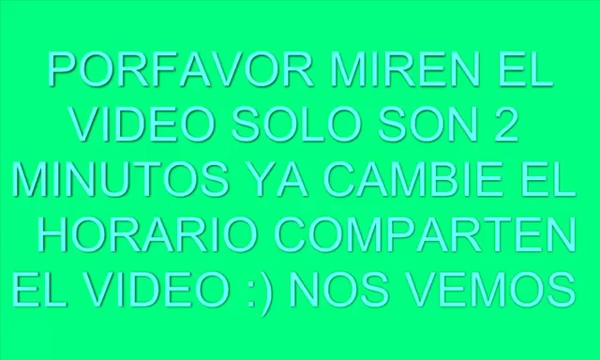 PORFAVOR MIREN EL
VIDEO SOLO SON 2
MINUTOS YA CAMBIE EL
HORARIO COMPARTEN
EL VIDEO :) NOS VEMOS